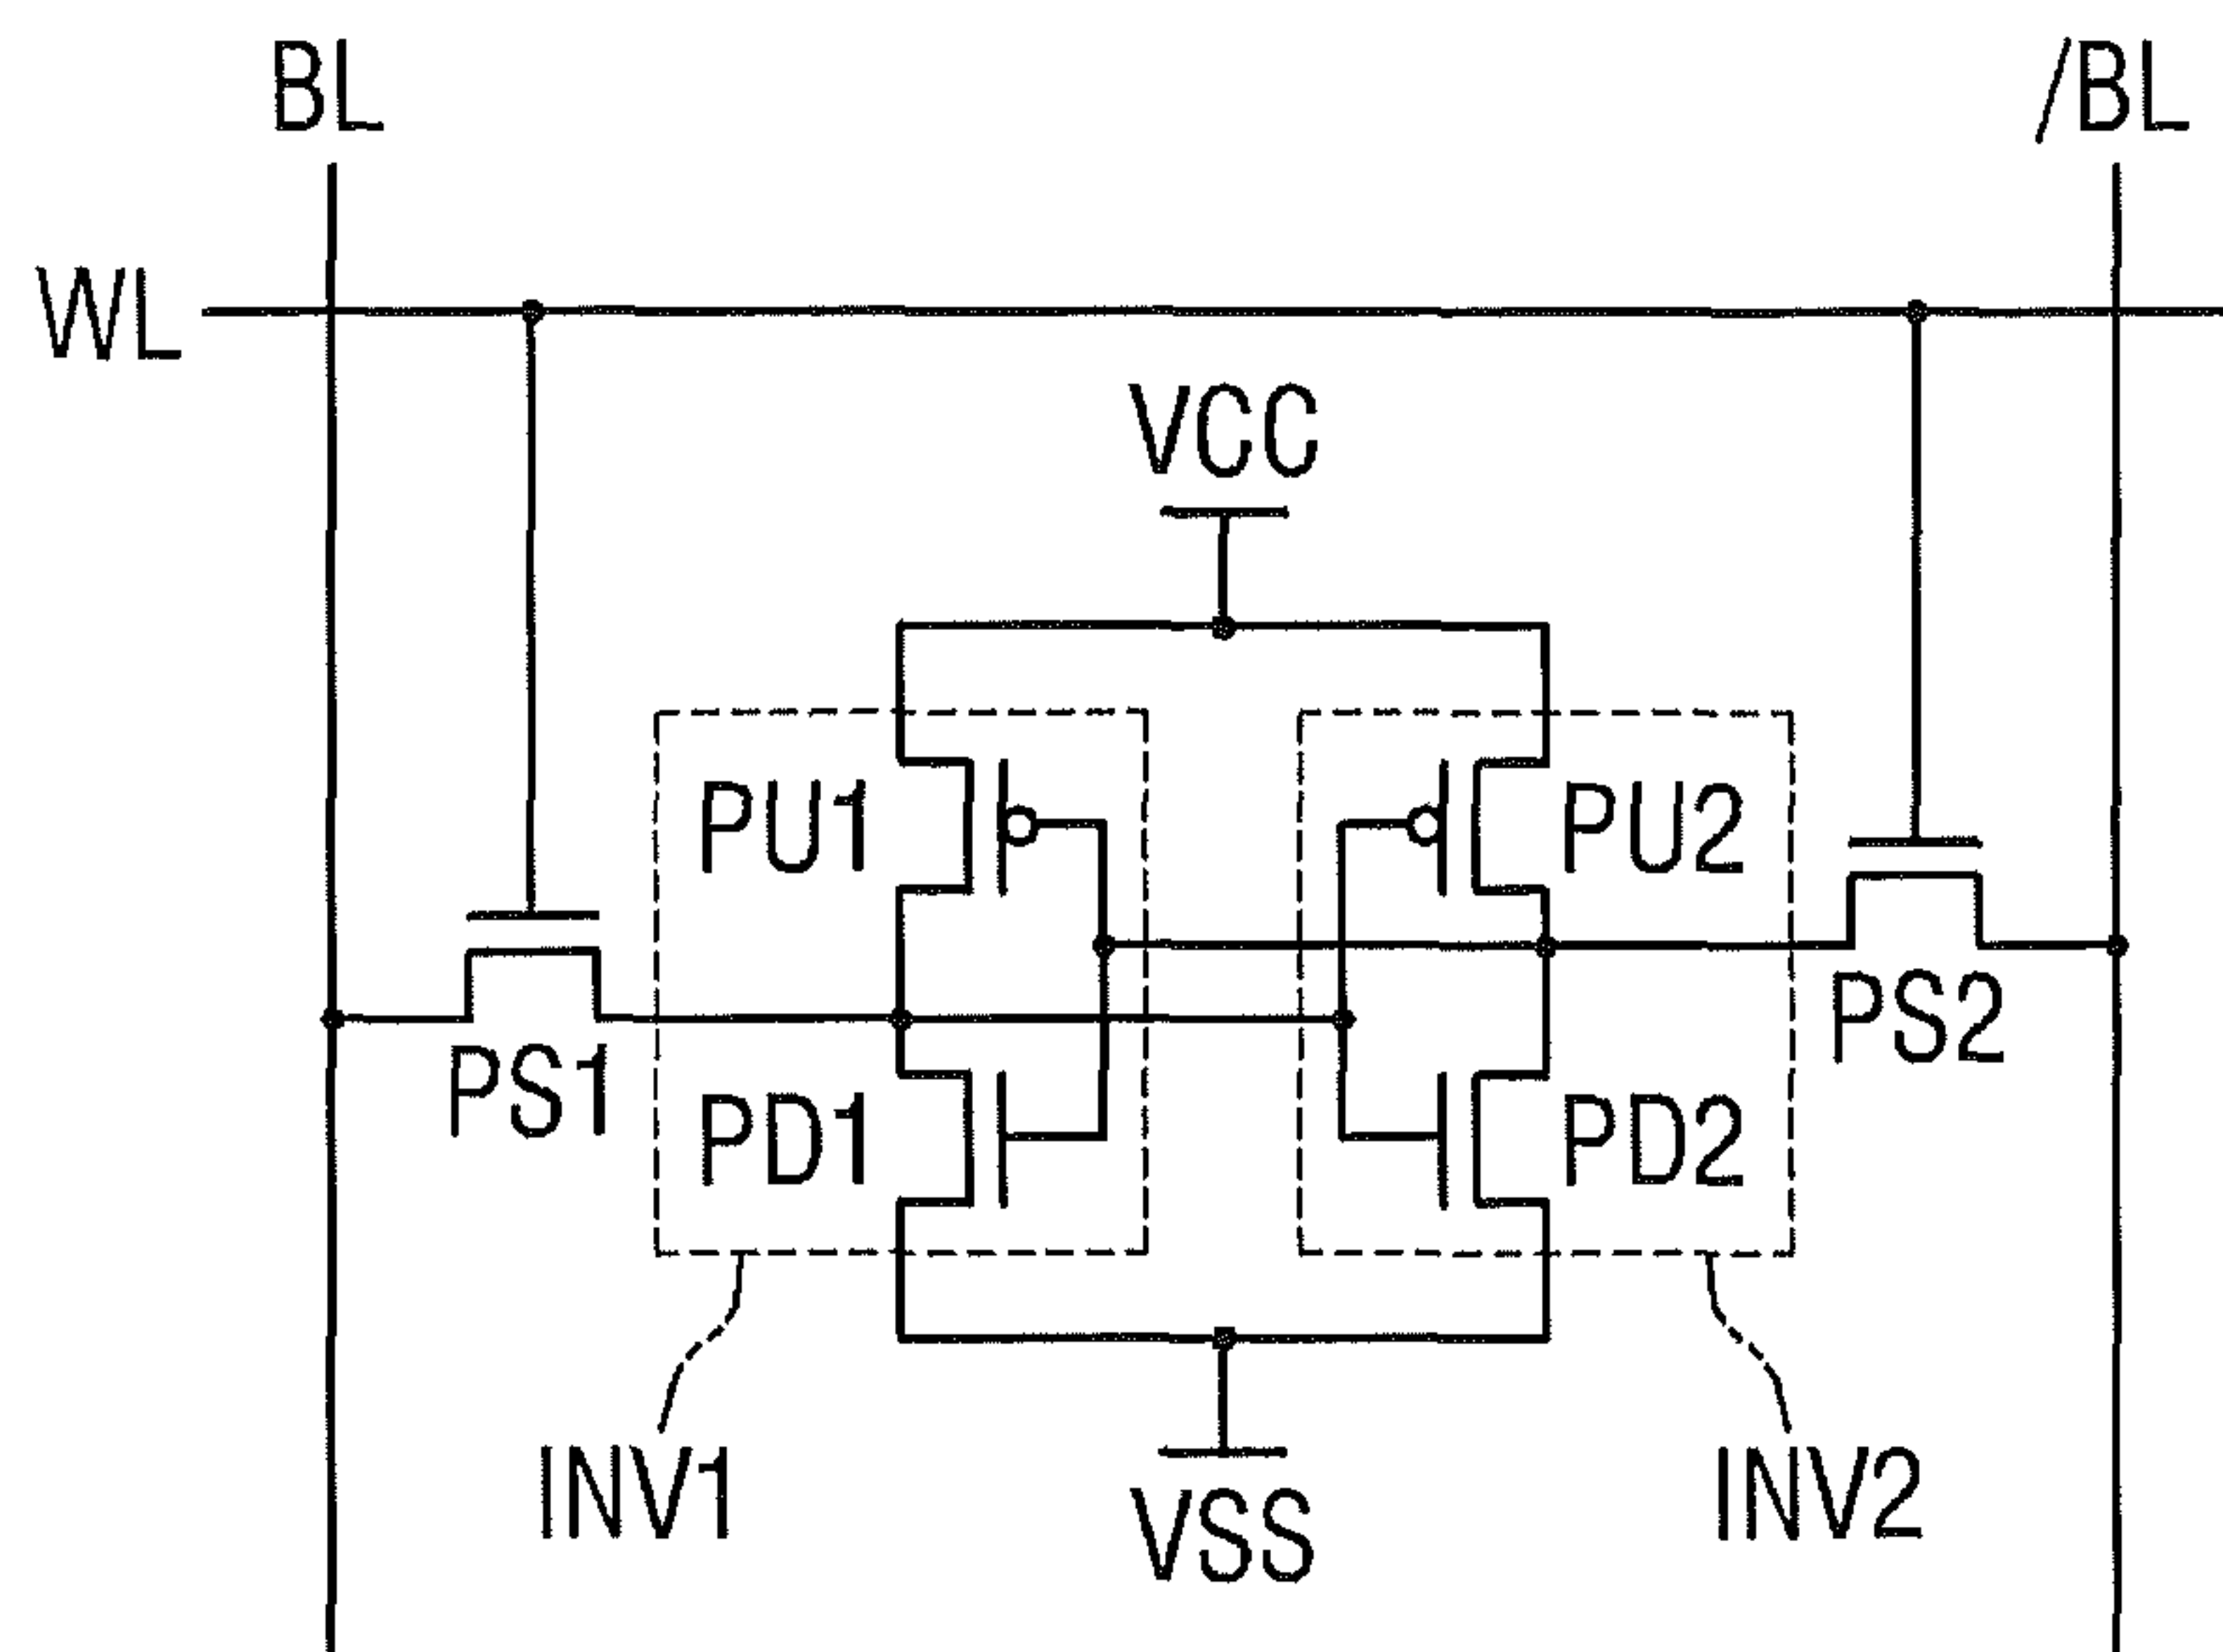 BL /BL
WL
VCC
PU1 PU2
PS1 PS2
PD1 PD2
INV1 INV2
VSS